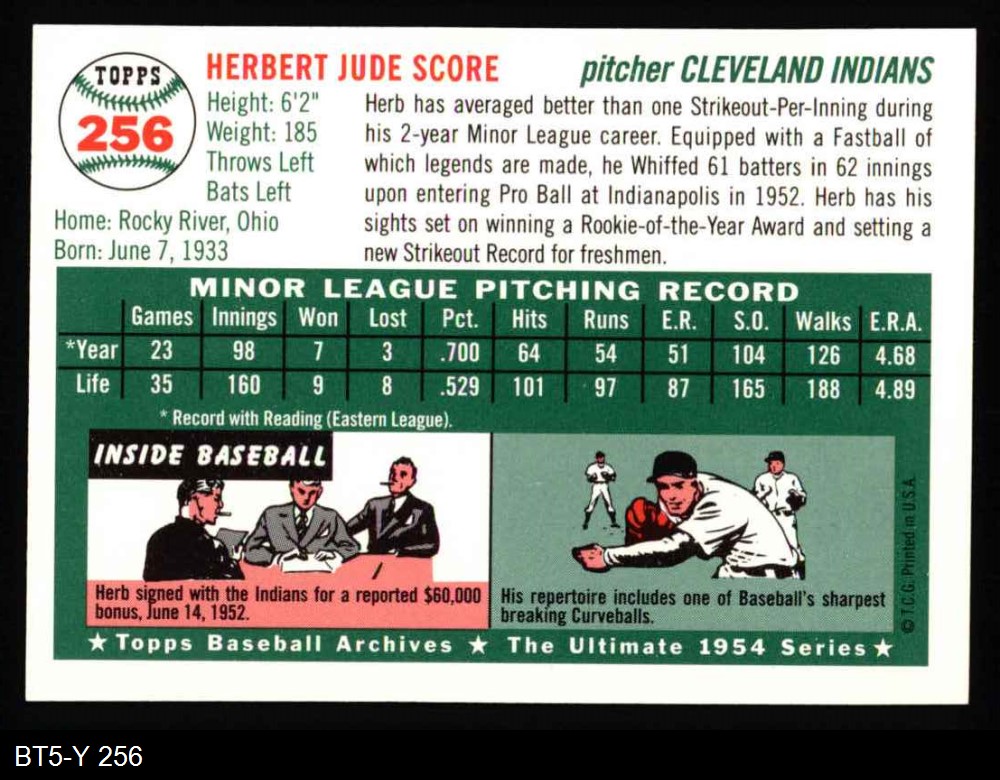 TOPPS
256
HERBERT JUDE SCORE
pitcher CLEVELAND INDIANS
Height: 6'2"
Weight: 185
Throws Left
Bats Left
Home: Rocky River, Ohio
Born: June 7, 1933
Herb has averaged better than one Strikeout-Per-Inning during
his 2-year Minor League career. Equipped with a Fastball of
which legends are made, he Whiffed 61 batters in 62 innings
upon entering Pro Ball at Indianapolis in 1952. Herb has his
sights set on winning a Rookie-of-the-Year Award and setting a
new Strikeout Record for freshmen.
MINOR LEAGUE PITCHING RECORD
Games Innings Won Lost Pct. Hits Runs E.R. S.O. Walks E.R.A.
*Year 23 98 7 3 .700 64 54 51 104 126 4.68
Life 35 160 9 8 .529 101 97 87 165 188 4.89
* Record with Reading (Eastern League).
INSIDE BASEBALL
Herb signed with the Indians for a reported $60,000
bonus, June 14, 1952.
His repertoire includes one of Baseball's sharpest
breaking Curveballs.
© T.C.G. Printed in U.S.A.
★ Topps Baseball Archives ★ The Ultimate 1954 Series ★
BT5-Y 256